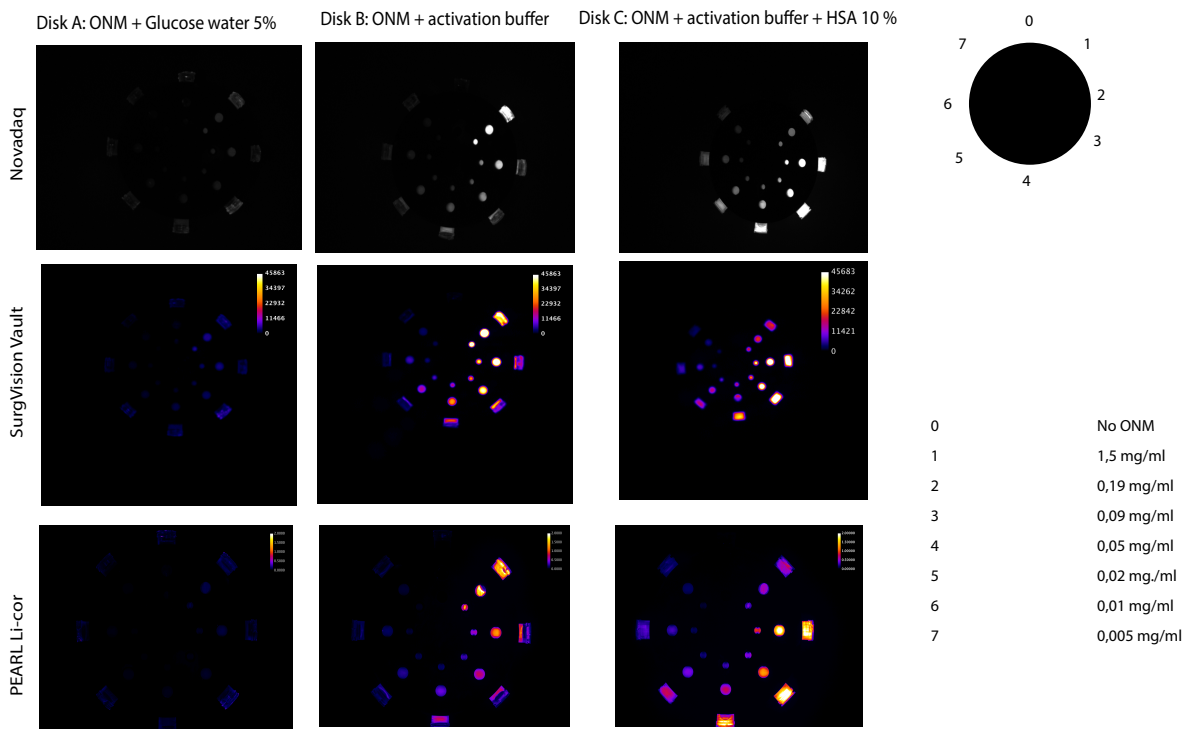 Disk A: ONM + Glucose water 5%
Disk B: ONM + activation buffer
Disk C: ONM + activation buffer + HSA 10 %
Novadaq
0
1
2
3
4
5
6
7
SurgVision Vault
45863
34397
22932
11466
0
45863
34397
22932
11466
0
45683
34262
22842
11421
0
0 No ONM
1 1,5 mg/ml
2 0,19 mg/ml
3 0,09 mg/ml
4 0,05 mg/ml
5 0,02 mg./ml
6 0,01 mg/ml
7 0,005 mg/ml
PEARL Li-cor